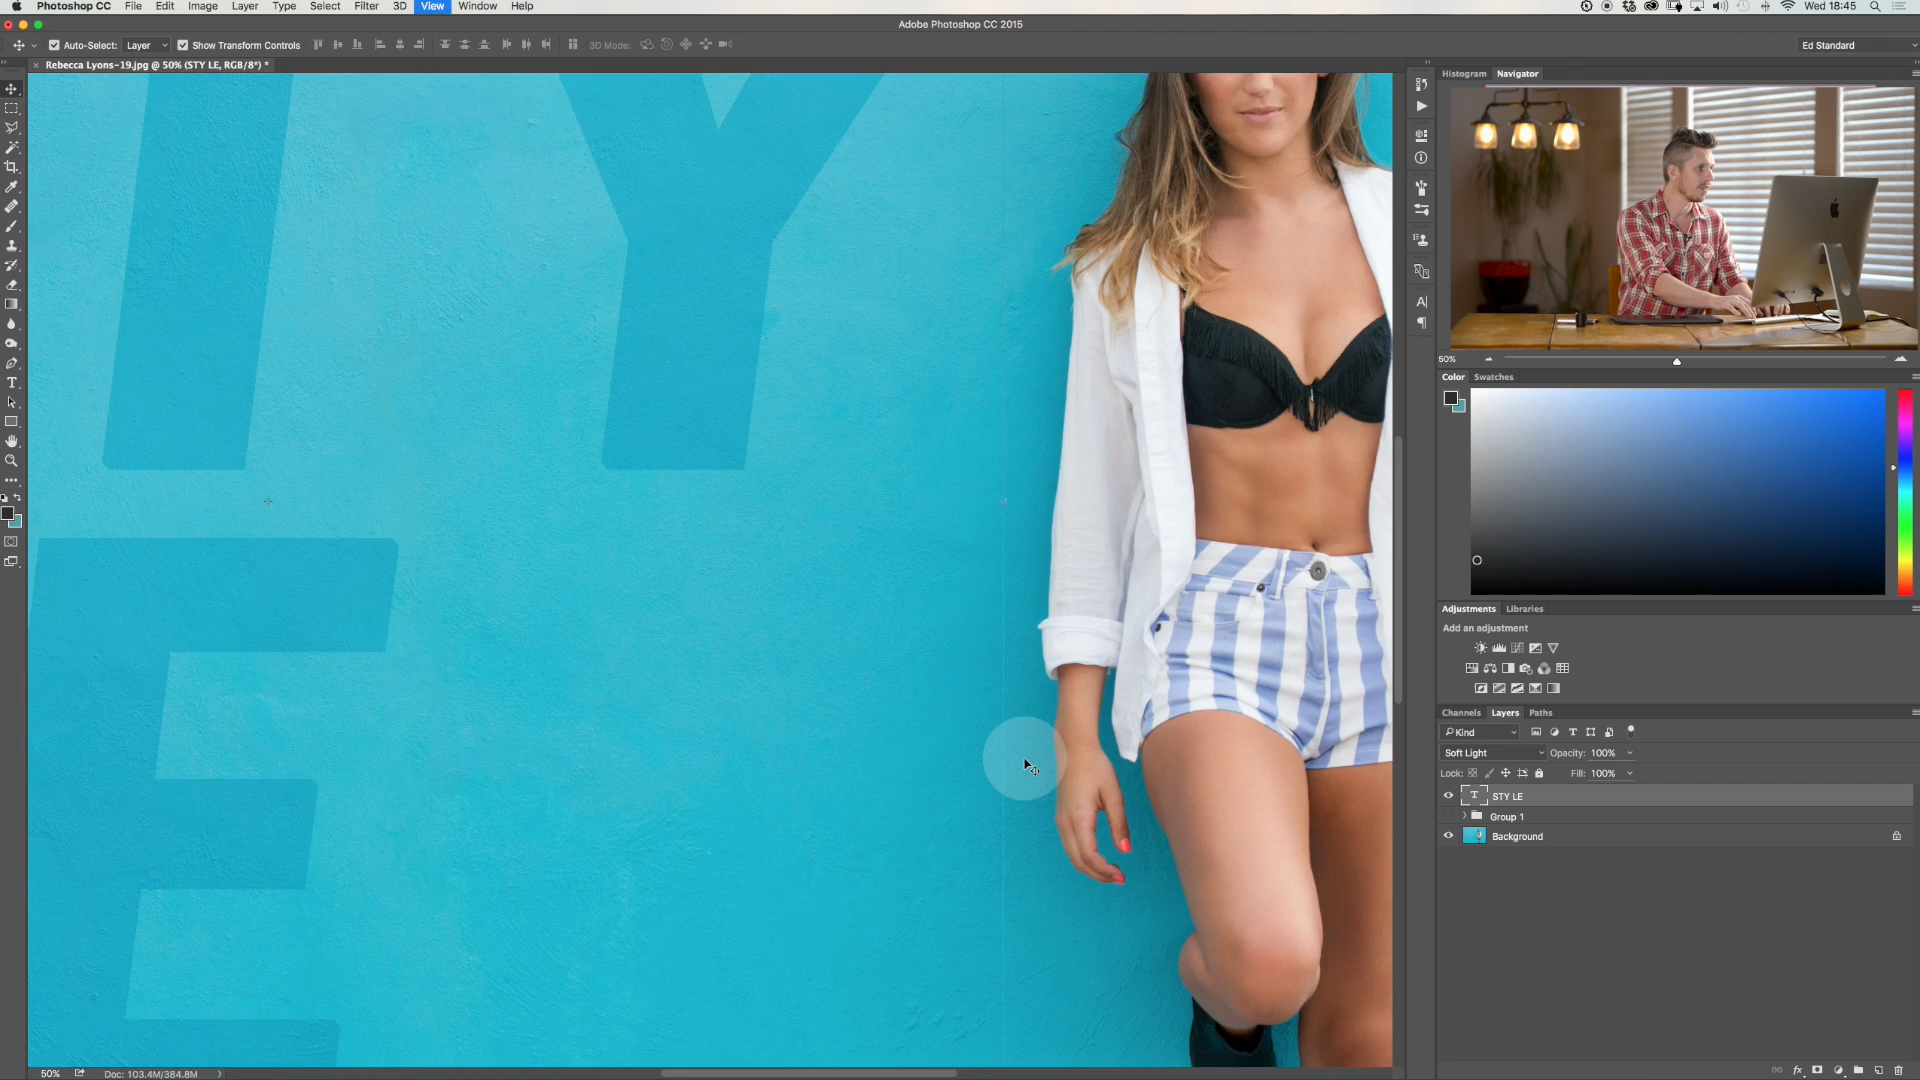 Photoshop CC File Edit Image Layer Type Select Filter 3D View Window Help Wed 18:45
Adobe Photoshop CC 2015
Auto-Select: Layer Show Transform Controls 3D Mode: Ed Standard
Rebecca Lyons-19.jpg @ 50% (STY LE, RGB/8*) *
Histogram Navigator
Y
E
50%
Color Swatches
Adjustments Libraries
Add an adjustment
Channels Layers Paths
Kind
Soft Light Opacity: 100%
Lock: Fill: 100%
STY LE
Group 1
Background
50% Doc: 103.4M/384.8M